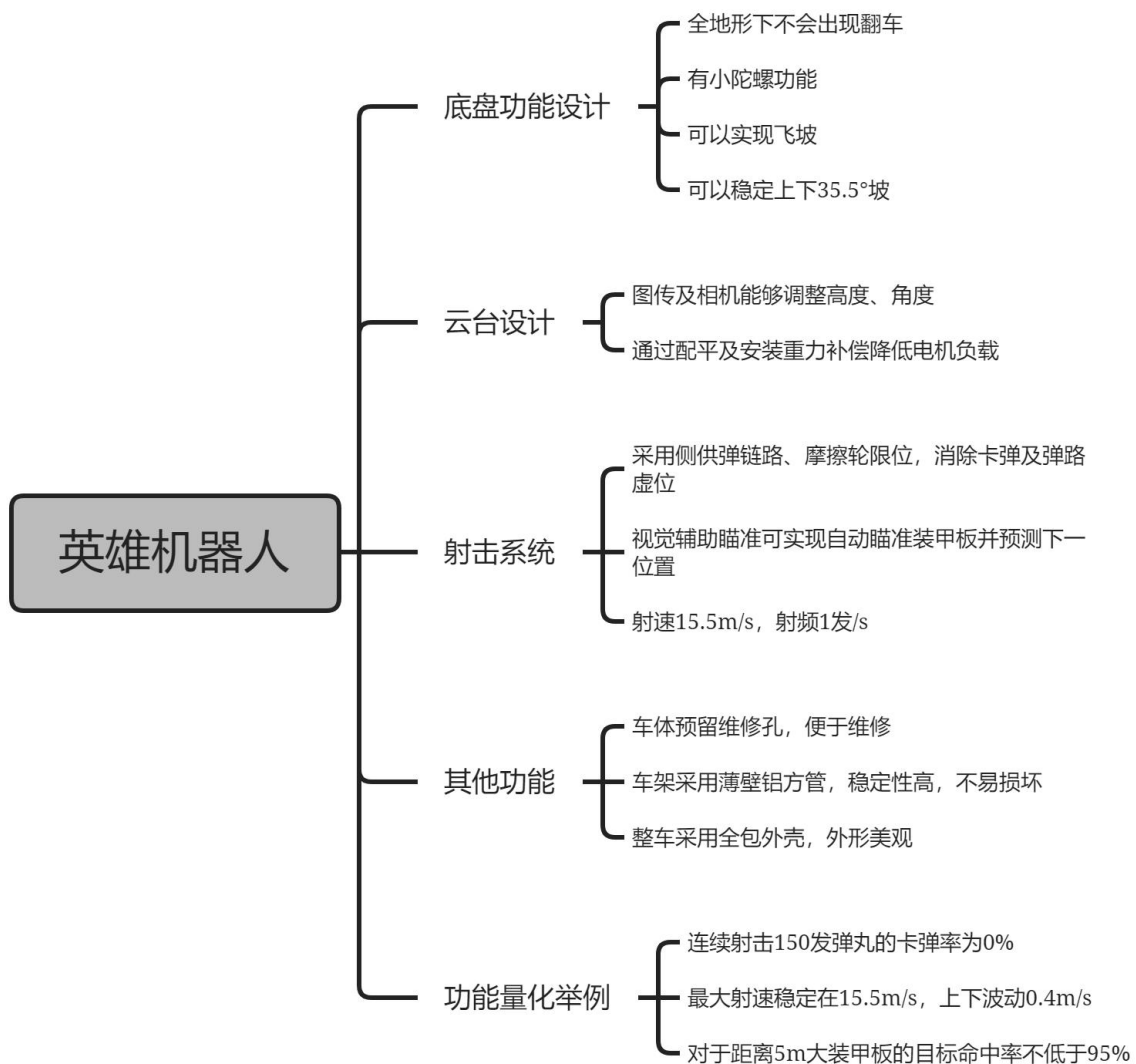 英雄机器人
底盘功能设计
全地形下不会出现翻车
有小陀螺功能
可以实现飞坡
可以稳定上下35.5°坡
云台设计
图传及相机能够调整高度、角度
通过配平及安装重力补偿降低电机负载
射击系统
采用侧供弹链路、摩擦轮限位，消除卡弹及弹路
虚位
视觉辅助瞄准可实现自动瞄准装甲板并预测下一
位置
射速15.5m/s，射频1发/s
其他功能
车体预留维修孔，便于维修
车架采用薄壁铝方管，稳定性高，不易损坏
整车采用全包外壳，外形美观
功能量化举例
连续射击150发弹丸的卡弹率为0%
最大射速稳定在15.5m/s，上下波动0.4m/s
对于距离5m大装甲板的目标命中率不低于95%